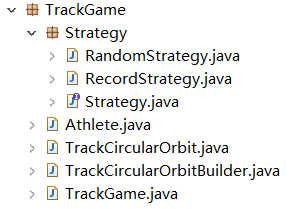 TrackGame
Strategy
RandomStrategy.java
RecordStrategy.java
Strategy.java
Athlete.java
TrackCircularOrbit.java
TrackCircularOrbitBuilder.java
TrackGame.java